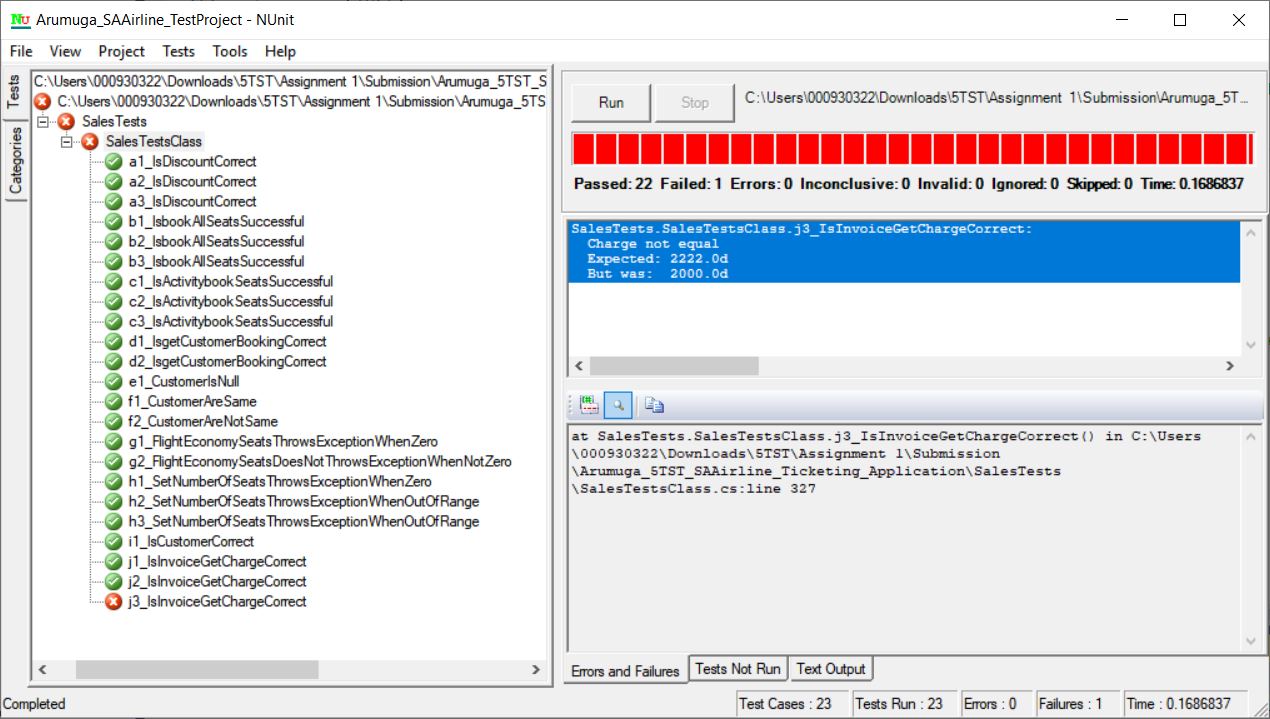 Arumuga_SAAirline_TestProject - NUnit
File View Project Tests Tools Help
Tests
Categories
C:\Users\000930322\Downloads\5TST\Assignment 1\Submission\Arumuga_5TST_S
C:\Users\000930322\Downloads\5TST\Assignment 1\Submission\Arumuga_5TS
SalesTests
SalesTestsClass
a1_IsDiscountCorrect
a2_IsDiscountCorrect
a3_IsDiscountCorrect
b1_IsbookAllSeatsSuccessful
b2_IsbookAllSeatsSuccessful
b3_IsbookAllSeatsSuccessful
c1_IsActivitybookSeatsSuccessful
c2_IsActivitybookSeatsSuccessful
c3_IsActivitybookSeatsSuccessful
d1_IsgetCustomerBookingCorrect
d2_IsgetCustomerBookingCorrect
e1_CustomerIsNull
f1_CustomerAreSame
f2_CustomerAreNotSame
g1_FlightEconomySeatsThrowsExceptionWhenZero
g2_FlightEconomySeatsDoesNotThrowsExceptionWhenNotZero
h1_SetNumberOfSeatsThrowsExceptionWhenZero
h2_SetNumberOfSeatsThrowsExceptionWhenOutOfRange
h3_SetNumberOfSeatsThrowsExceptionWhenOutOfRange
i1_IsCustomerCorrect
j1_IsInvoiceGetChargeCorrect
j2_IsInvoiceGetChargeCorrect
j3_IsInvoiceGetChargeCorrect
Run Stop C:\Users\000930322\Downloads\5TST\Assignment 1\Submission\Arumuga_5T...
Passed: 22 Failed: 1 Errors: 0 Inconclusive: 0 Invalid: 0 Ignored: 0 Skipped: 0 Time: 0.1686837
SalesTests.SalesTestsClass.j3_IsInvoiceGetChargeCorrect:
Charge not equal
Expected: 2222.0d
But was: 2000.0d
at SalesTests.SalesTestsClass.j3_IsInvoiceGetChargeCorrect() in C:\Users
\000930322\Downloads\5TST\Assignment 1\Submission
\Arumuga_5TST_SAAirline_Ticketing_Application\SalesTests
\SalesTestsClass.cs:line 327
Errors and Failures Tests Not Run Text Output
Completed Test Cases : 23 Tests Run : 23 Errors : 0 Failures : 1 Time : 0.1686837